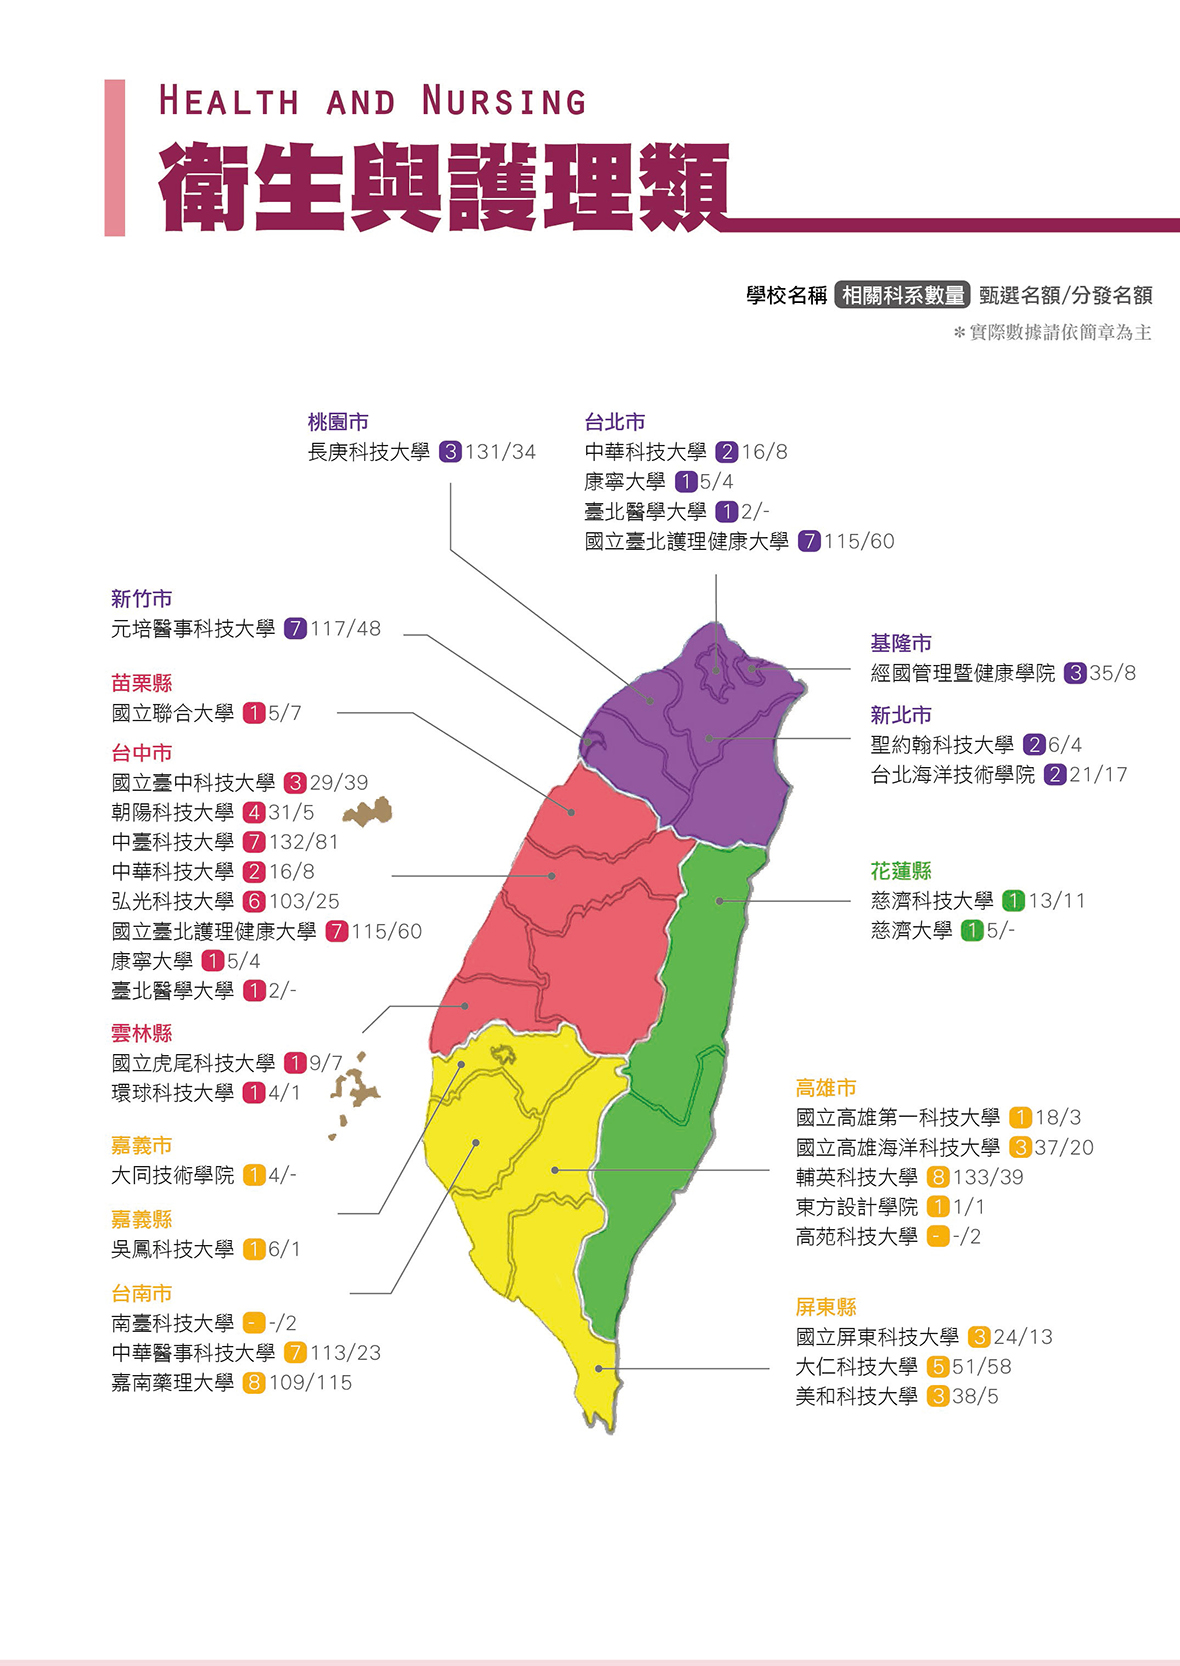 HEALTH AND NURSING
衛生與護理類
學校名稱 相關科系數量 甄選名額/分發名額
＊實際數據請依簡章為主
桃園市
長庚科技大學 3 131/34
台北市
中華科技大學 2 16/8
康寧大學 1 5/4
臺北醫學大學 1 2/-
國立臺北護理健康大學 7 115/60
新竹市
元培醫事科技大學 7 117/48
苗栗縣
國立聯合大學 1 5/7
台中市
國立臺中科技大學 3 29/39
朝陽科技大學 4 31/5
中臺科技大學 7 132/81
中華科技大學 2 16/8
弘光科技大學 6 103/25
國立臺北護理健康大學 7 115/60
康寧大學 1 5/4
臺北醫學大學 1 2/-
雲林縣
國立虎尾科技大學 1 9/7
環球科技大學 1 4/1
嘉義市
大同技術學院 1 4/-
嘉義縣
吳鳳科技大學 1 6/1
台南市
南臺科技大學 - -/2
中華醫事科技大學 7 113/23
嘉南藥理大學 8 109/115
基隆市
經國管理暨健康學院 3 35/8
新北市
聖約翰科技大學 2 6/4
台北海洋技術學院 2 21/17
花蓮縣
慈濟科技大學 1 13/11
慈濟大學 1 5/-
高雄市
國立高雄第一科技大學 1 18/3
國立高雄海洋科技大學 3 37/20
輔英科技大學 8 133/39
東方設計學院 1 1/1
高苑科技大學 - -/2
屏東縣
國立屏東科技大學 3 24/13
大仁科技大學 5 51/58
美和科技大學 3 38/5